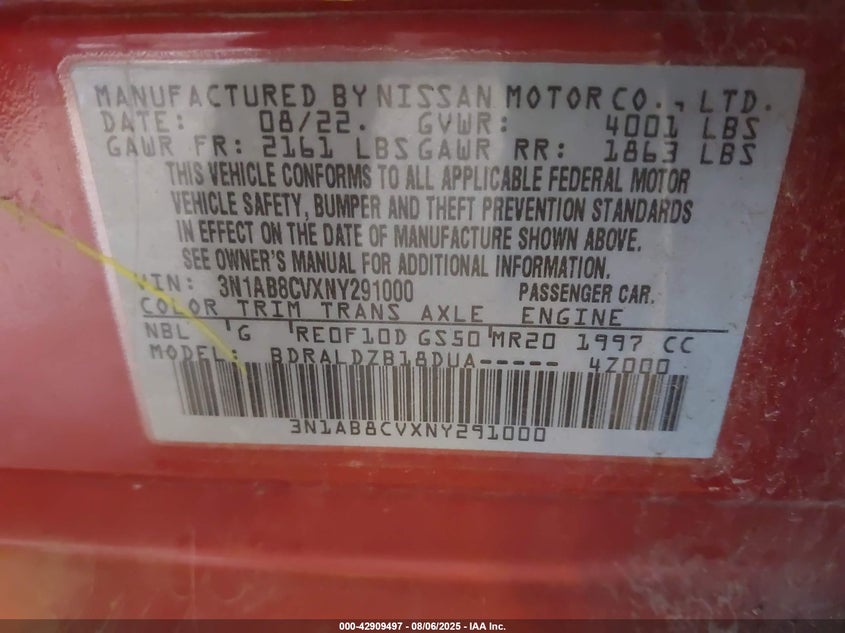 MANUFACTURED BY NISSAN MOTOR CO., LTD.
DATE: 08/22. GVWR: 4001 LBS
GAWR FR: 2161 LBS GAWR RR: 1863 LBS
THIS VEHICLE CONFORMS TO ALL APPLICABLE FEDERAL MOTOR
VEHICLE SAFETY, BUMPER AND THEFT PREVENTION STANDARDS
IN EFFECT ON THE DATE OF MANUFACTURE SHOWN ABOVE.
SEE OWNER'S MANUAL FOR ADDITIONAL INFORMATION.
VIN: 3N1AB8CVXNY291000 PASSENGER CAR.
COLOR TRIM TRANS AXLE ENGINE
NBL G RE0F10D GS50 MR20 1997 CC
MODEL: BDRALDZB18DUA----- 4Z000
3N1AB8CVXNY291000
000-42909497 - 08/06/2025 - IAA Inc.